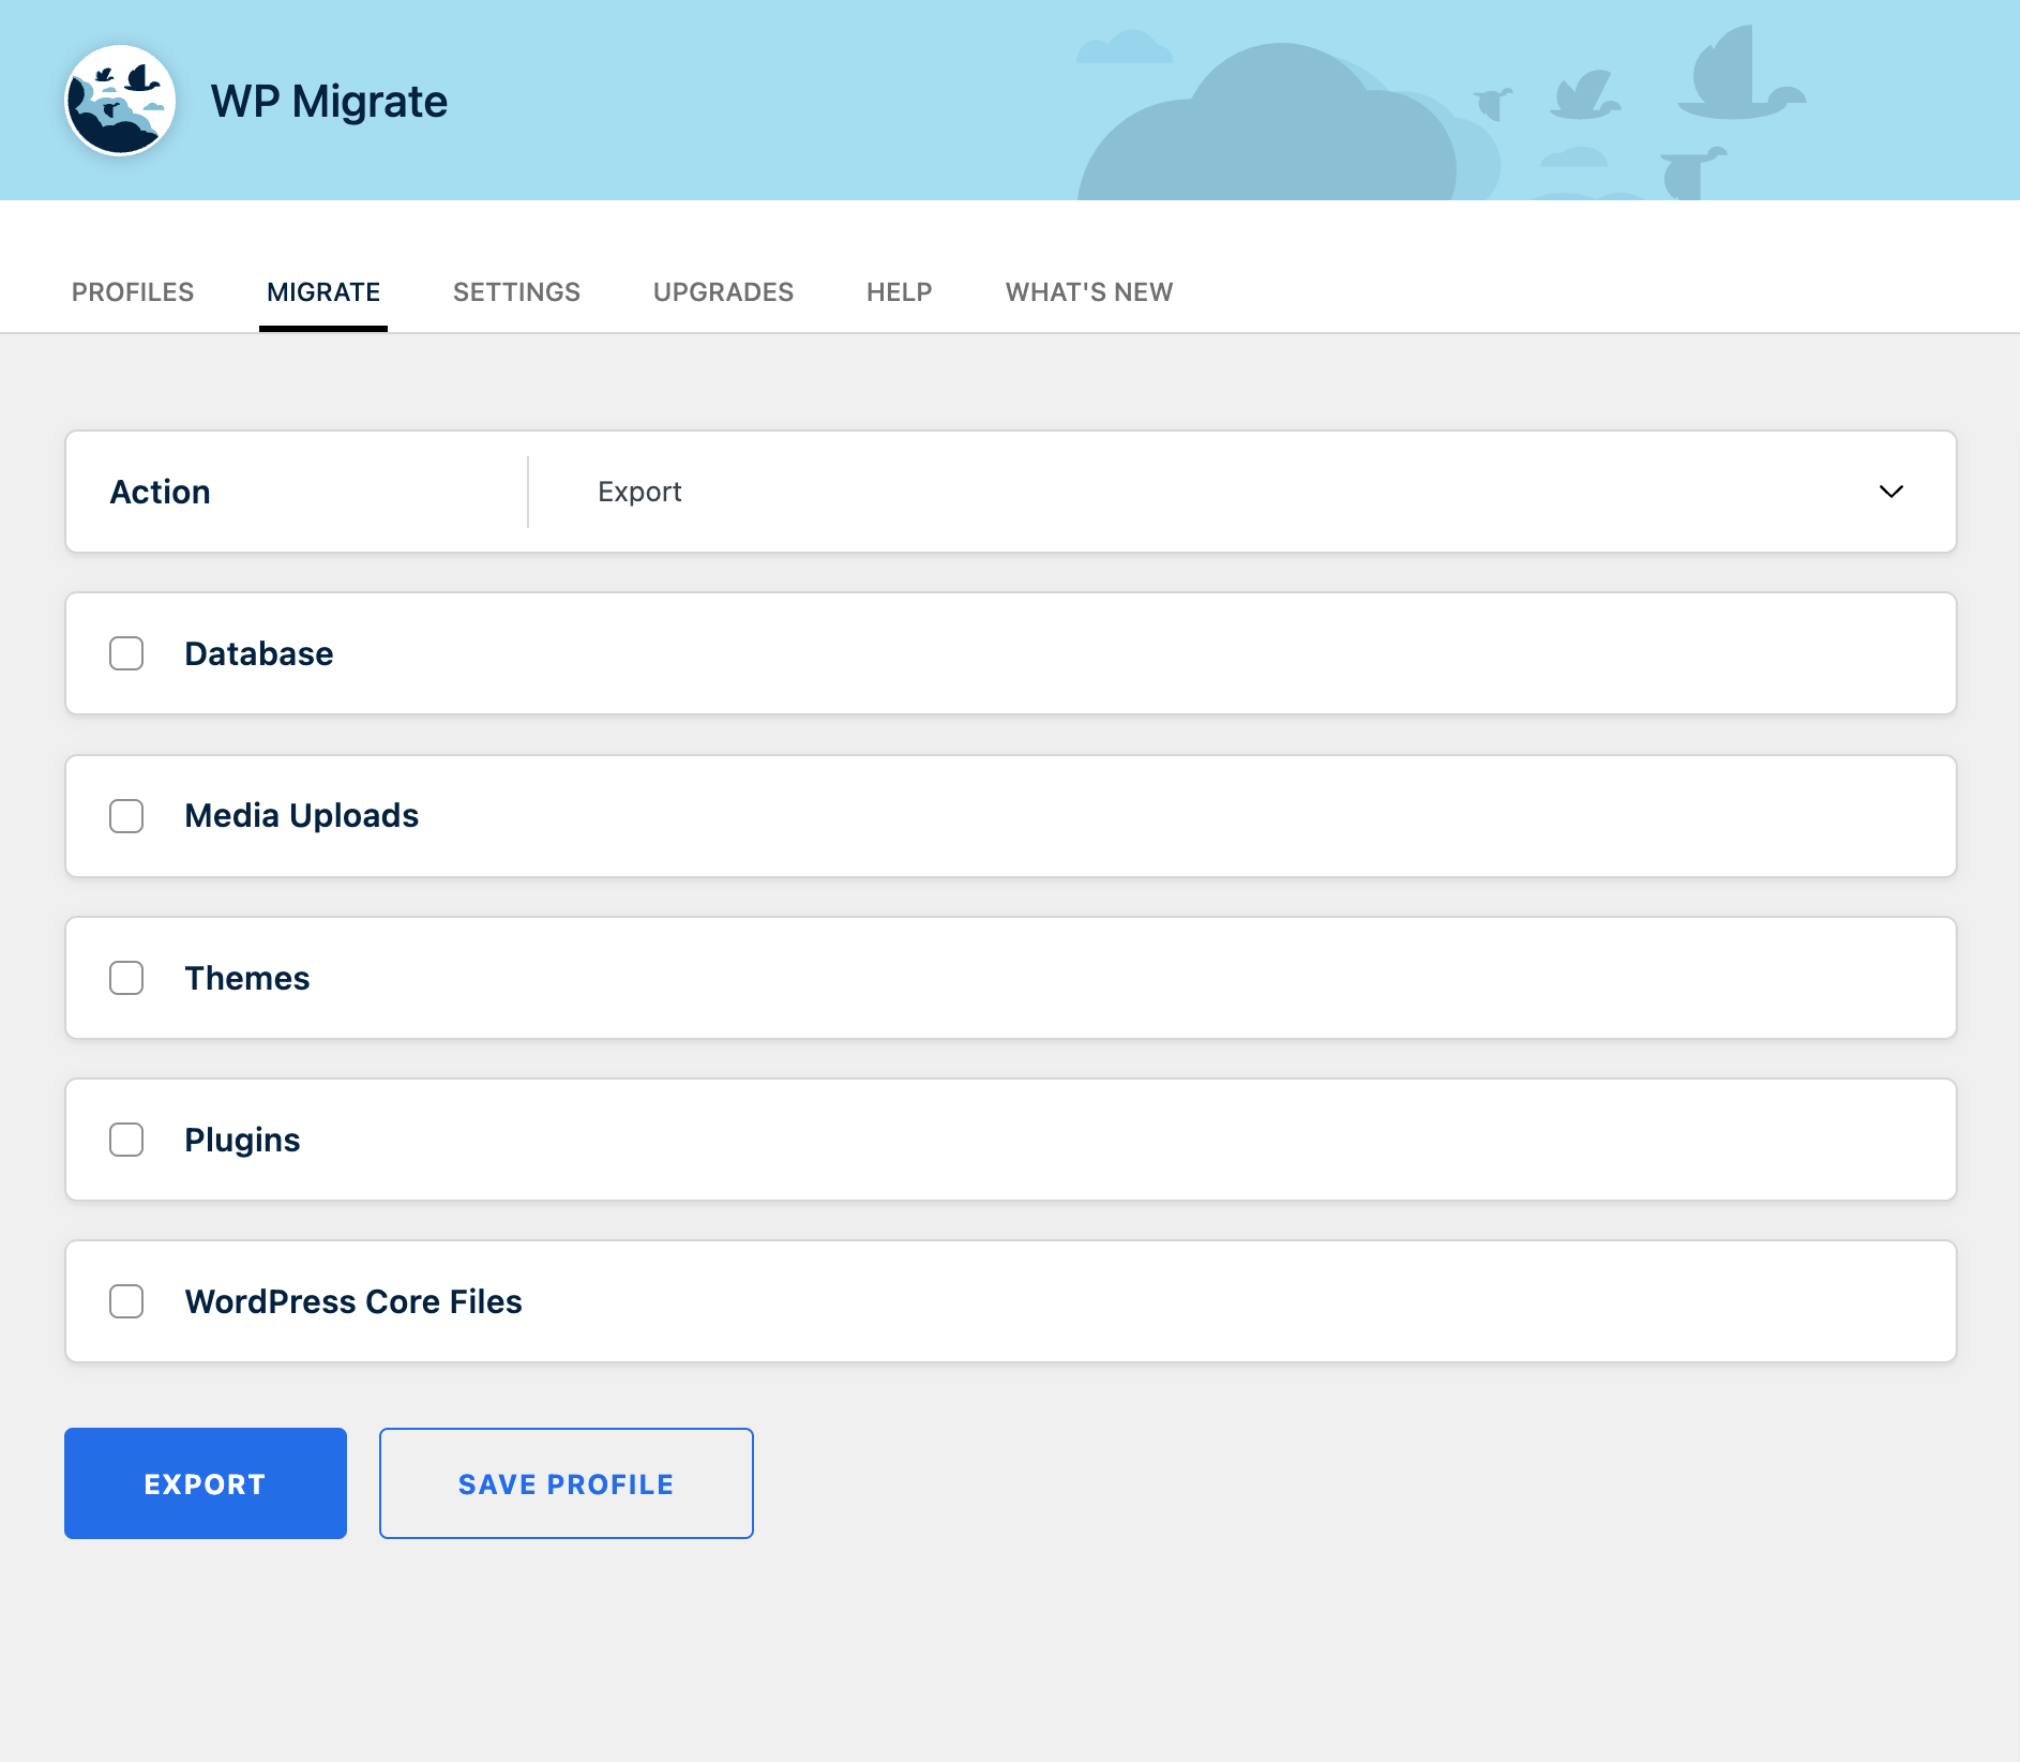 WP Migrate
PROFILES MIGRATE SETTINGS UPGRADES HELP WHAT'S NEW
Action Export
Database
Media Uploads
Themes
Plugins
WordPress Core Files
EXPORT SAVE PROFILE